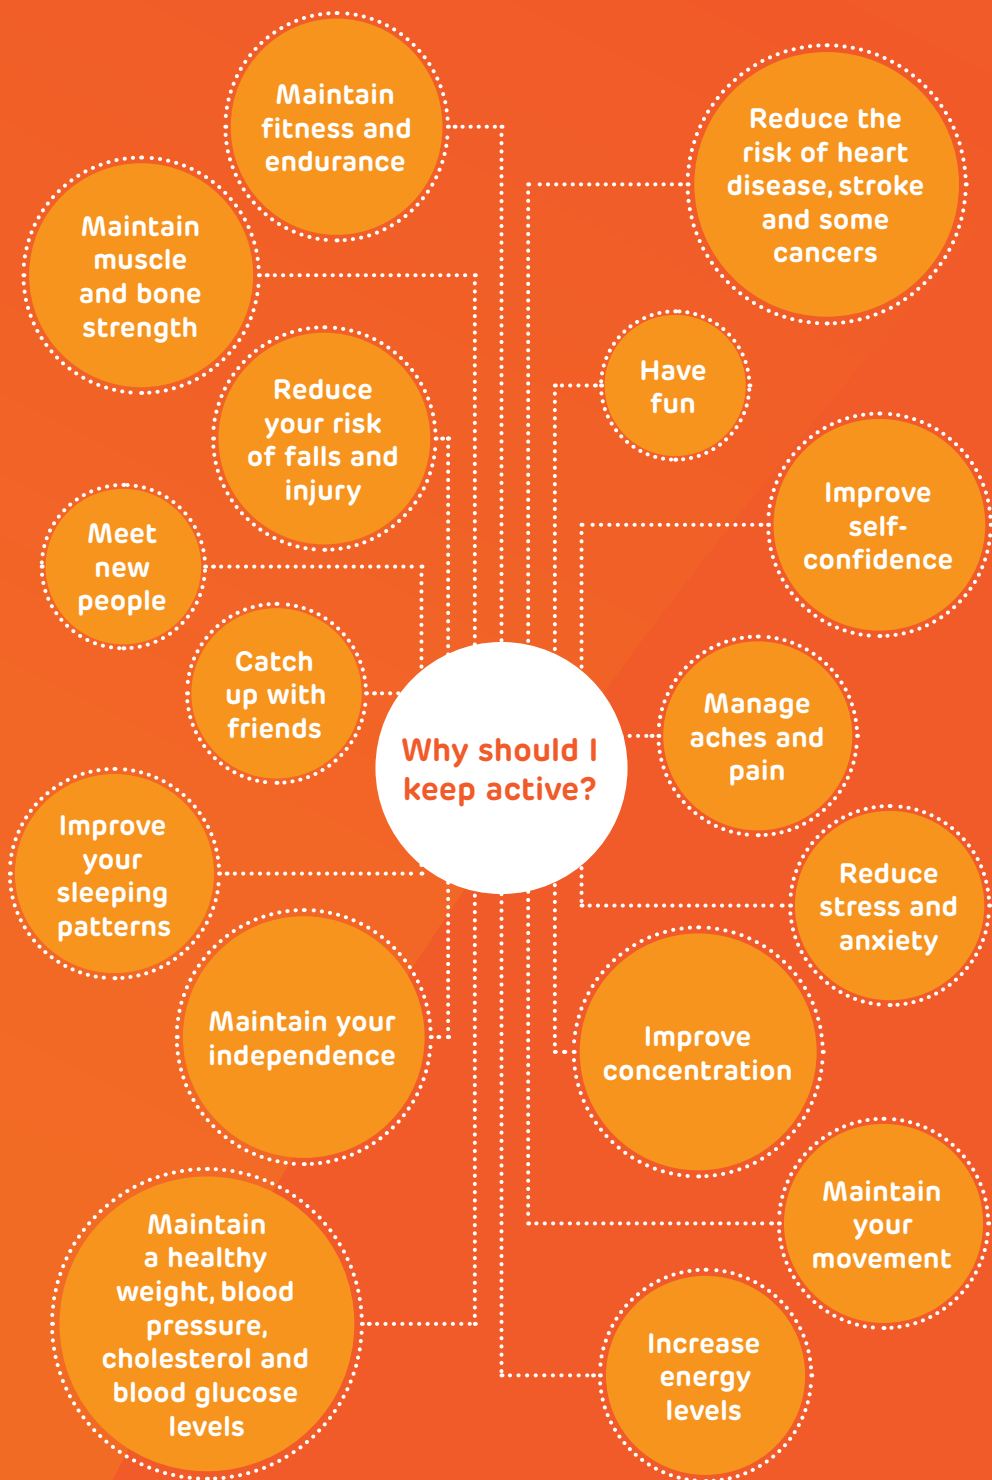 Maintain
fitness and
endurance
Reduce the
risk of heart
disease, stroke
and some
cancers
Maintain
muscle
and bone
strength
Have
fun
Reduce
your risk
of falls and
injury
Improve
self-
confidence
Meet
new
people
Catch
up with
friends
Manage
aches and
pain
Why should I
keep active?
Improve
your
sleeping
patterns
Reduce
stress and
anxiety
Maintain your
independence
Improve
concentration
Maintain
your
movement
Maintain
a healthy
weight, blood
pressure,
cholesterol and
blood glucose
levels
Increase
energy
levels